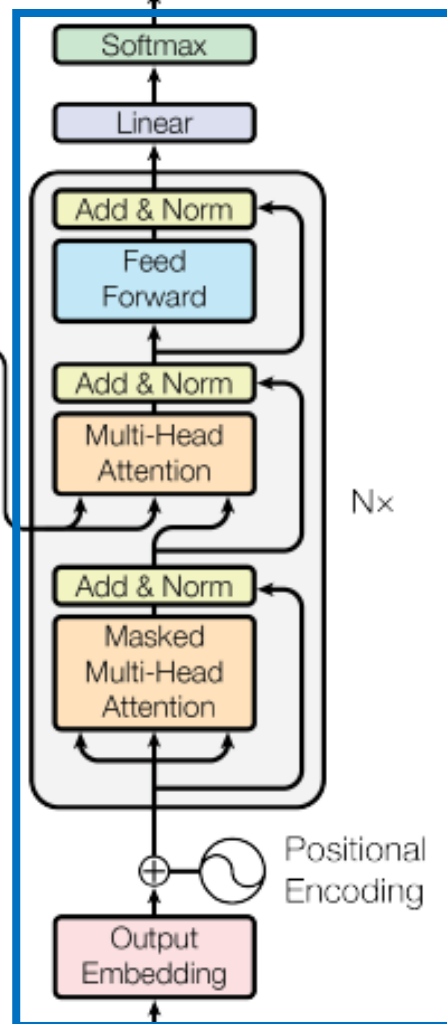 Softmax
Linear
Add & Norm
Feed
Forward
Add & Norm
Multi-Head
Attention
N×
Add & Norm
Masked
Multi-Head
Attention
Positional
Encoding
Output
Embedding